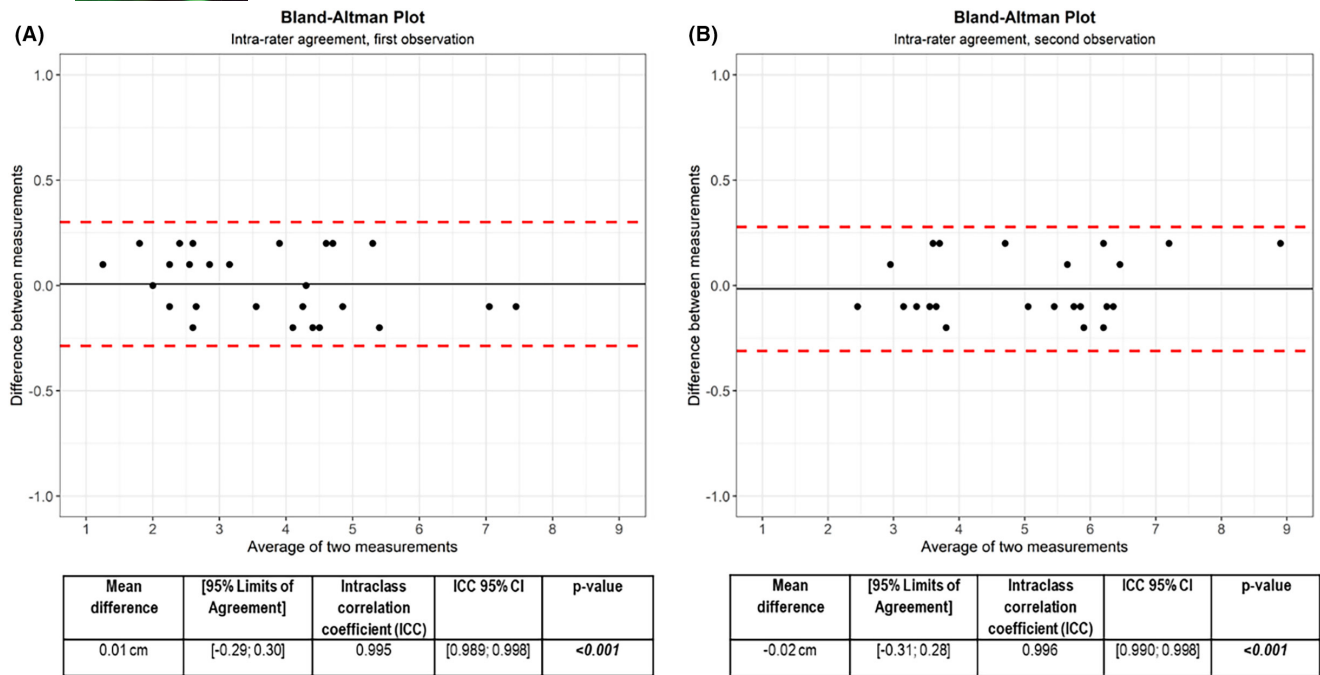 (A)
Bland-Altman Plot
Intra-rater agreement, first observation
Difference between measurements
1.0
0.5
0.0
-0.5
-1.0
1 2 3 4 5 6 7 8 9
Average of two measurements
Mean difference [95% Limits of Agreement] Intraclass correlation coefficient (ICC) ICC 95% CI p-value
0.01 cm [-0.29; 0.30] 0.995 [0.989; 0.998] <0.001
(B)
Bland-Altman Plot
Intra-rater agreement, second observation
Difference between measurements
1.0
0.5
0.0
-0.5
-1.0
1 2 3 4 5 6 7 8 9
Average of two measurements
Mean difference [95% Limits of Agreement] Intraclass correlation coefficient (ICC) ICC 95% CI p-value
-0.02 cm [-0.31; 0.28] 0.996 [0.990; 0.998] <0.001